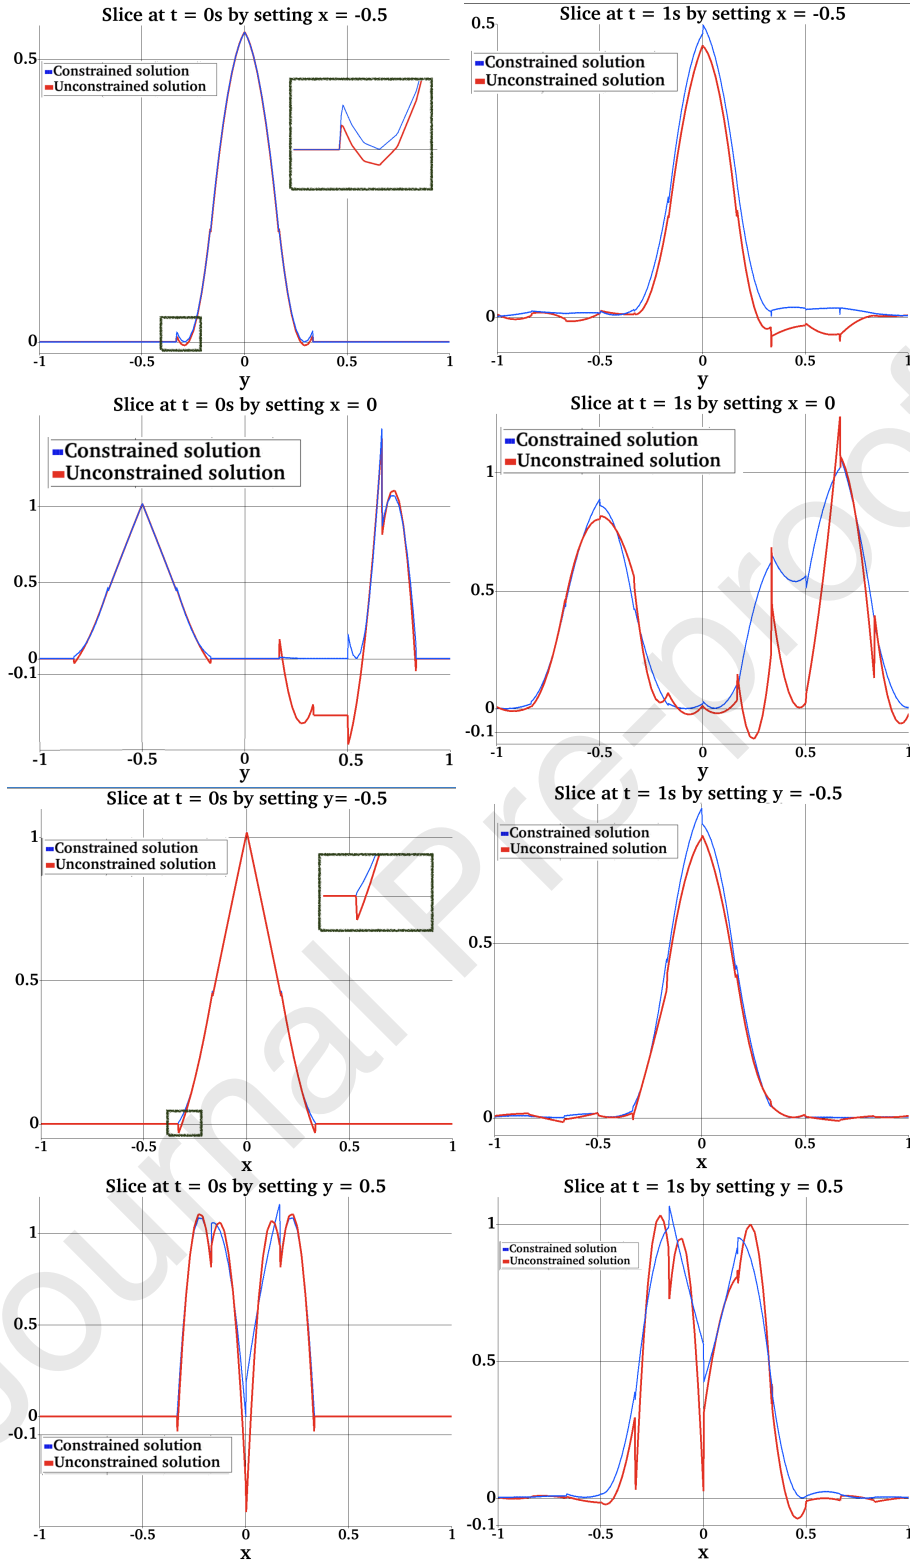 Slice at t = 0s by setting x = -0.5
0.5
Constrained solution
Unconstrained solution
0
-1
-0.5
0
0.5
1
y
Slice at t = 1s by setting x = -0.5
0.5
Constrained solution
Unconstrained solution
0
-1
-0.5
0
0.5
1
y
Slice at t = 0s by setting x = 0
Constrained solution
Unconstrained solution
1
0.5
0
-0.1
-1
-0.5
0
0.5
1
y
Slice at t = 1s by setting x = 0
Constrained solution
Unconstrained solution
1
0.5
0
-0.1
-1
-0.5
0
0.5
1
y
Slice at t = 0s by setting y= -0.5
1
Constrained solution
Unconstrained solution
0.5
0
-1
-0.5
0
0.5
1
x
Slice at t = 1s by setting y = -0.5
Constrained solution
Unconstrained solution
0.5
0
-1
-0.5
0
0.5
1
x
Slice at t = 0s by setting y = 0.5
1
0.5
0
-0.1
Constrained solution
Unconstrained solution
-1
-0.5
0
0.5
1
x
Slice at t = 1s by setting y = 0.5
1
Constrained solution
Unconstrained solution
0.5
0
-0.1
-1
-0.5
0
0.5
1
x
Journal Pre-proof